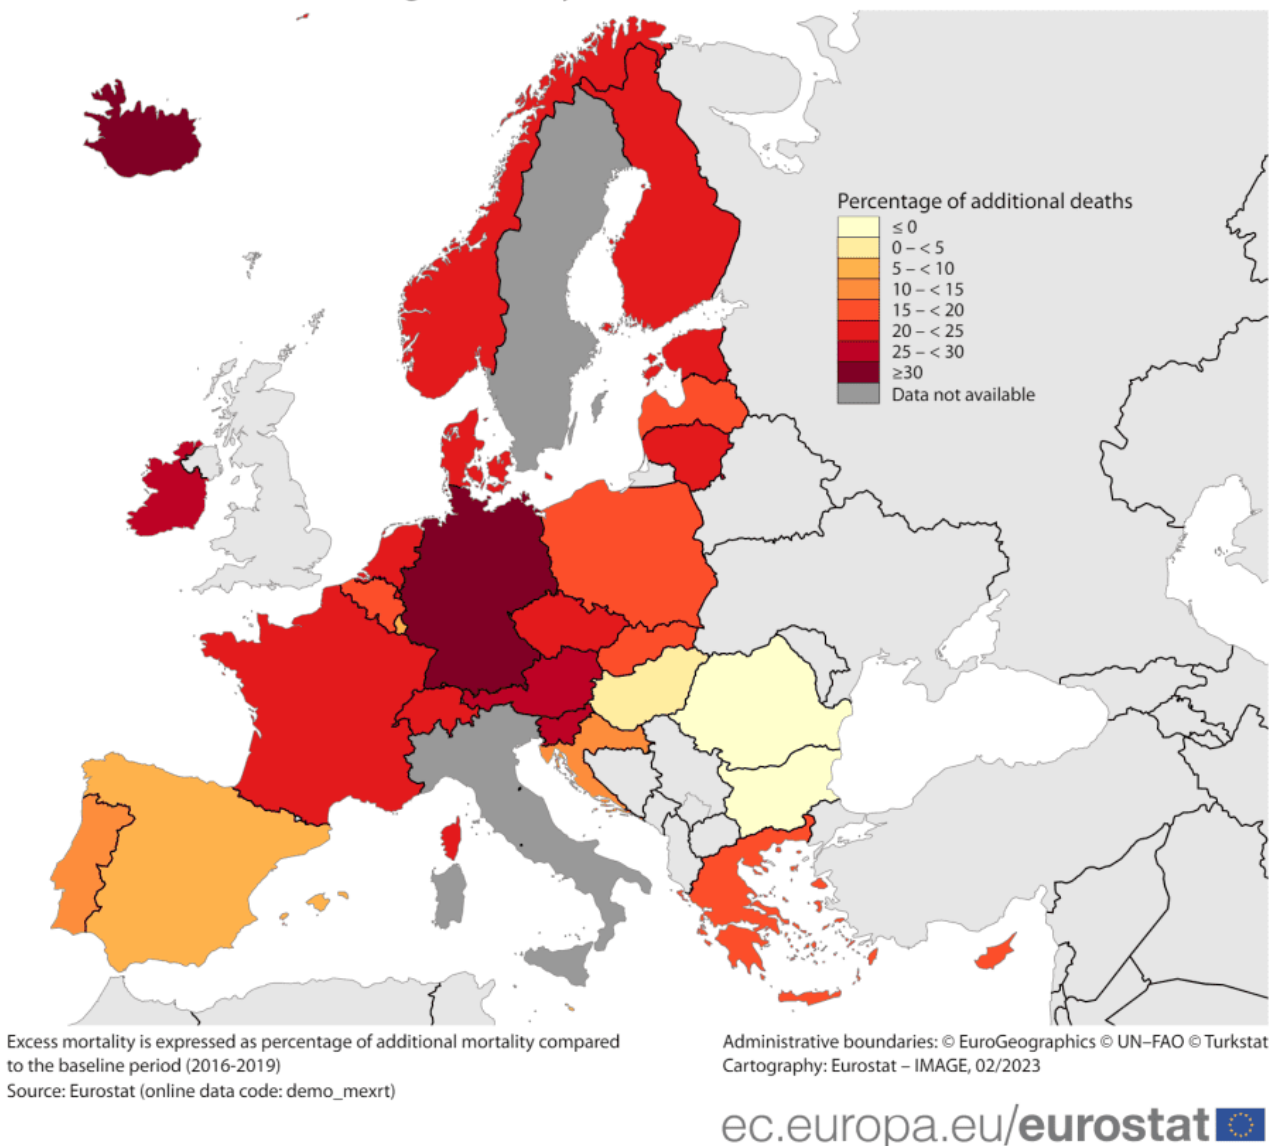 Percentage of additional deaths
≤ 0
0 – < 5
5 – < 10
10 – < 15
15 – < 20
20 – < 25
25 – < 30
≥30
Data not available
Excess mortality is expressed as percentage of additional mortality compared
to the baseline period (2016-2019)
Source: Eurostat (online data code: demo_mexrt)
Administrative boundaries: © EuroGeographics © UN–FAO © Turkstat
Cartography: Eurostat – IMAGE, 02/2023
ec.europa.eu/eurostat